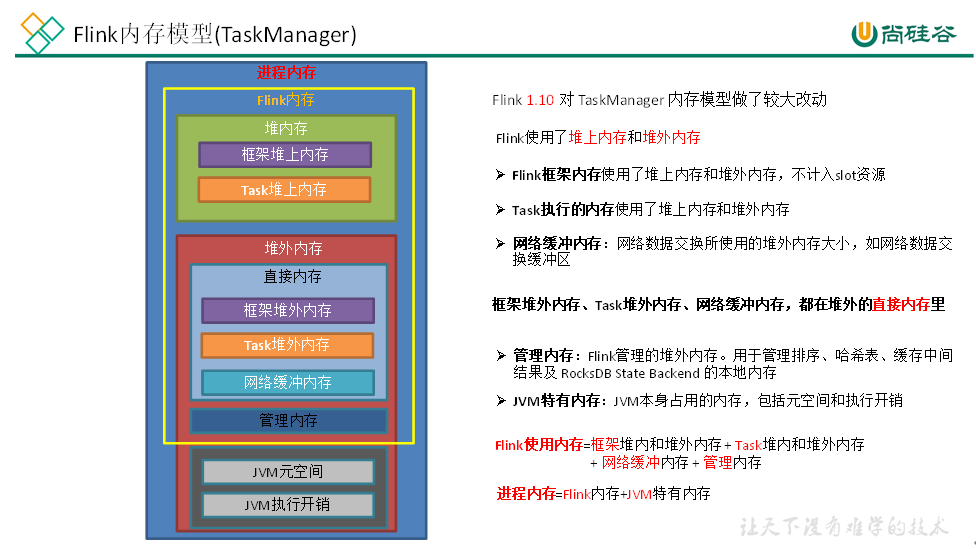 Flink内存模型(TaskManager)
尚硅谷
进程内存
Flink内存
堆内存
框架堆上内存
Task堆上内存
堆外内存
直接内存
框架堆外内存
Task堆外内存
网络缓冲内存
管理内存
JVM元空间
JVM执行开销
Flink 1.10 对 TaskManager 内存模型做了较大改动
Flink使用了堆上内存和堆外内存
➢ Flink框架内存使用了堆上内存和堆外内存，不计入slot资源
➢ Task执行的内存使用了堆上内存和堆外内存
➢ 网络缓冲内存：网络数据交换所使用的堆外内存大小，如网络数据交
换缓冲区
框架堆外内存、Task堆外内存、网络缓冲内存，都在堆外的直接内存里
➢ 管理内存：Flink管理的堆外内存。用于管理排序、哈希表、缓存中间
结果及 RocksDB State Backend 的本地内存
➢ JVM特有内存：JVM本身占用的内存，包括元空间和执行开销
Flink使用内存=框架堆内和堆外内存 + Task堆内和堆外内存
+ 网络缓冲内存 + 管理内存
进程内存=Flink内存+JVM特有内存
让天下没有难学的技术